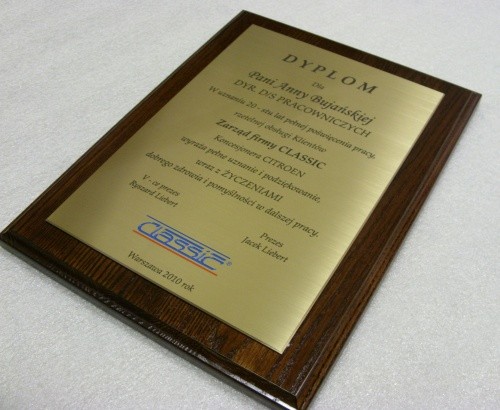 DYPLOM
Dla
Pani Anny Bujańskiej
DYR. D/S PRACOWNICZYCH
W uznaniu 20 - stu lat pełnej poświęcenia pracy,
rzetelnej obsługi Klientów
Zarząd firmy CLASSIC
Koncesjonera CITROEN
wyraża pełne uznanie i podziękowanie,
wraz z ŻYCZENIAMI
dobrego zdrowia i pomyślności w dalszej pracy.
V - ce prezes
Ryszard Liebert
Prezes
Jacek Liebert
CLASSIC®
Warszawa 2010 rok